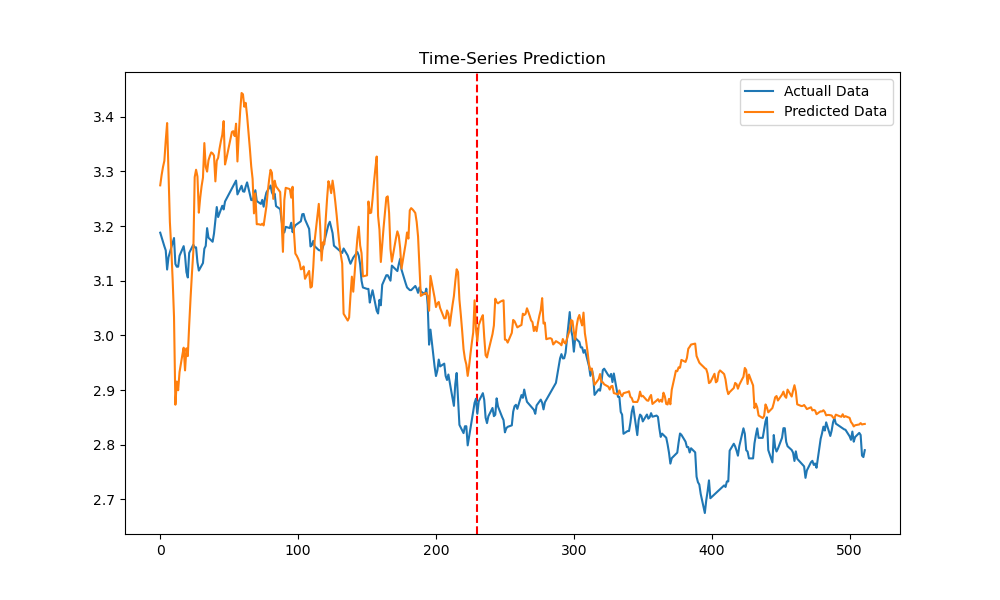 Time-Series Prediction
Actuall Data
Predicted Data
3.4
3.3
3.2
3.1
3.0
2.9
2.8
2.7
0 100 200 300 400 500